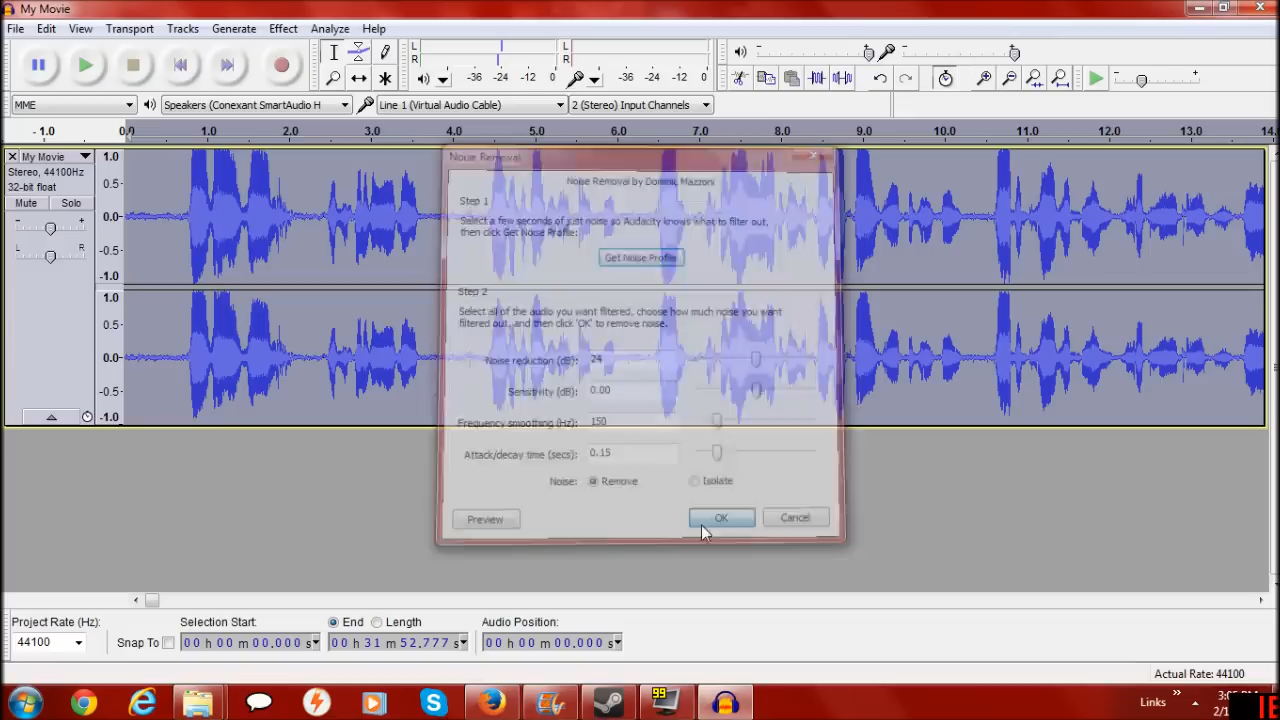 My Movie
File Edit View Transport Tracks Generate Effect Analyze Help
L R -36 -24 -12 0 L R -36 -24 -12 0
MME Speakers (Conexant SmartAudio H Line 1 (Virtual Audio Cable) 2 (Stereo) Input Channels
- 1.0 0.0 1.0 2.0 3.0 4.0 5.0 6.0 7.0 8.0 9.0 10.0 11.0 12.0 13.0 14.
My Movie 1.0
Stereo, 44100Hz
32-bit float 0.5
Mute Solo
- + 0.0
L R -0.5
-1.0
1.0
0.5
0.0
-0.5
-1.0
Noise Removal
Noise Removal by Dominic Mazzoni
Step 1
Select a few seconds of just noise so Audacity knows what to filter out,
then click Get Noise Profile:
Get Noise Profile
Step 2
Select all of the audio you want filtered, choose how much noise you want
filtered out, and then click 'OK' to remove noise.
Noise reduction (dB): 24
Sensitivity (dB): 0.00
Frequency smoothing (Hz): 150
Attack/decay time (secs): 0.15
Noise: Remove Isolate
Preview OK Cancel
Project Rate (Hz): Selection Start: End Length Audio Position:
44100 Snap To 00 h 00 m 00.000 s 00 h 31 m 52.777 s 00 h 00 m 00.000 s
Actual Rate: 44100
99
Links »